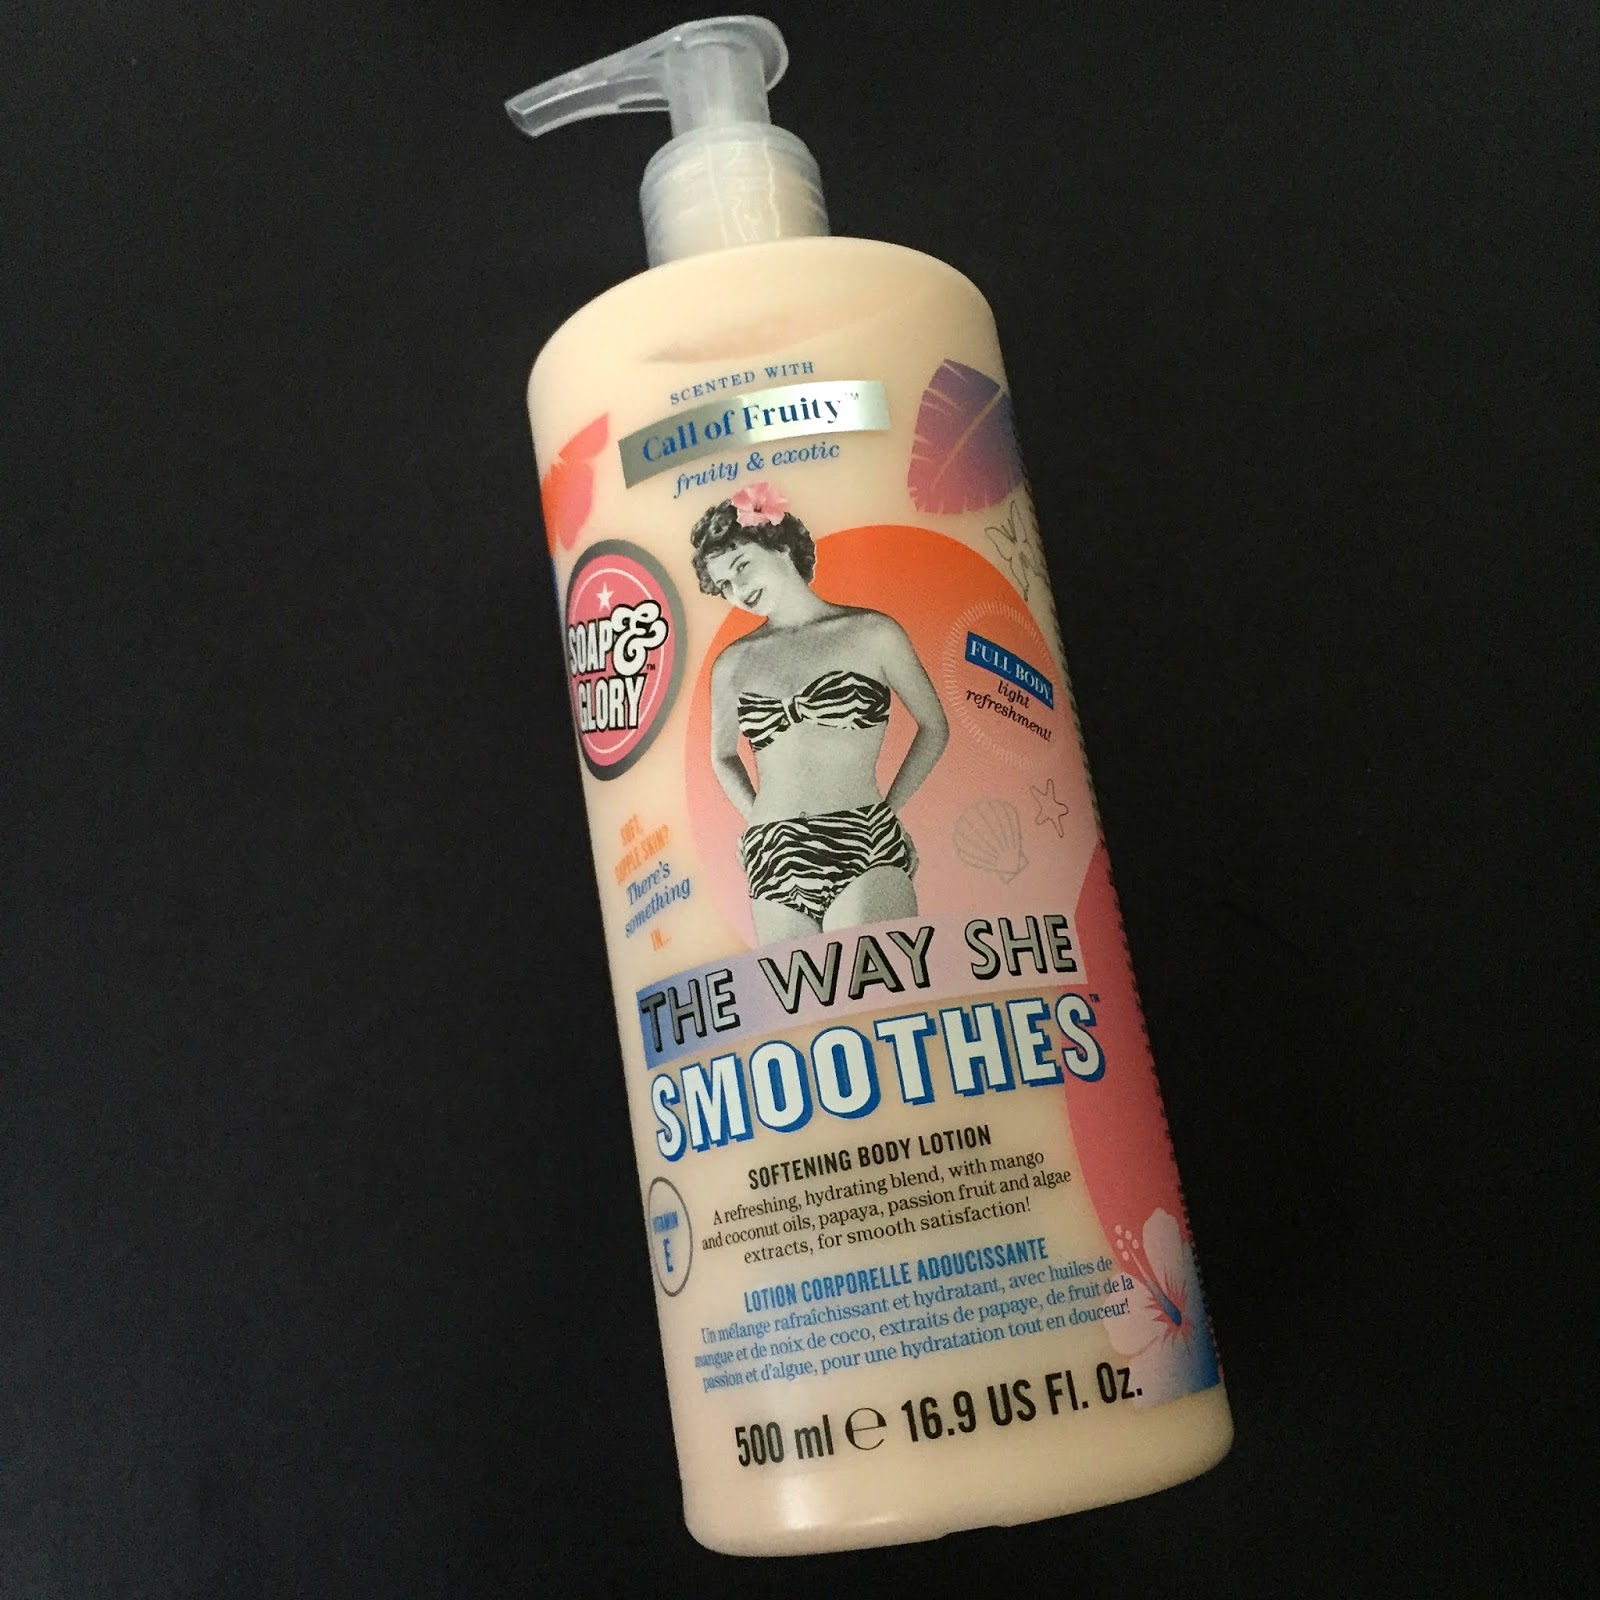 SCENTED WITH
Call of Fruity™
fruity & exotic
SOAP &
GLORY™
FULL BODY
light
refreshment!
SOFT,
SUPPLE SKIN?
There's
something
IN...
THE WAY SHE
SMOOTHES™
SOFTENING BODY LOTION
A refreshing, hydrating blend, with mango
and coconut oils, papaya, passion fruit and algae
extracts, for smooth satisfaction!
VITAMIN
E
LOTION CORPORELLE ADOUCISSANTE
Un mélange rafraîchissant et hydratant, avec huiles de
mangue et de noix de coco, extraits de papaye, de fruit de la
passion et d'algue, pour une hydratation tout en douceur!
500 ml ℮ 16.9 US Fl. Oz.